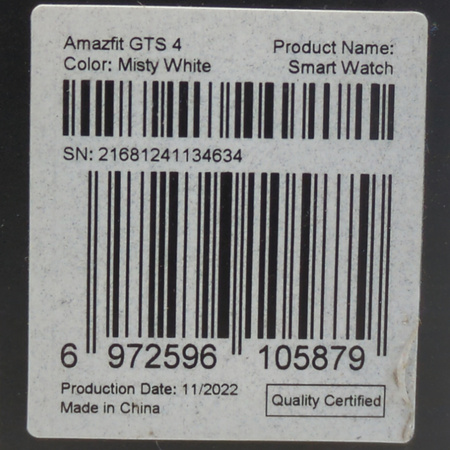 Amazfit GTS 4
Color: Misty White
Product Name:
Smart Watch
SN: 21681241134634
6 972596 105879
Production Date: 11/2022
Made in China
Quality Certified